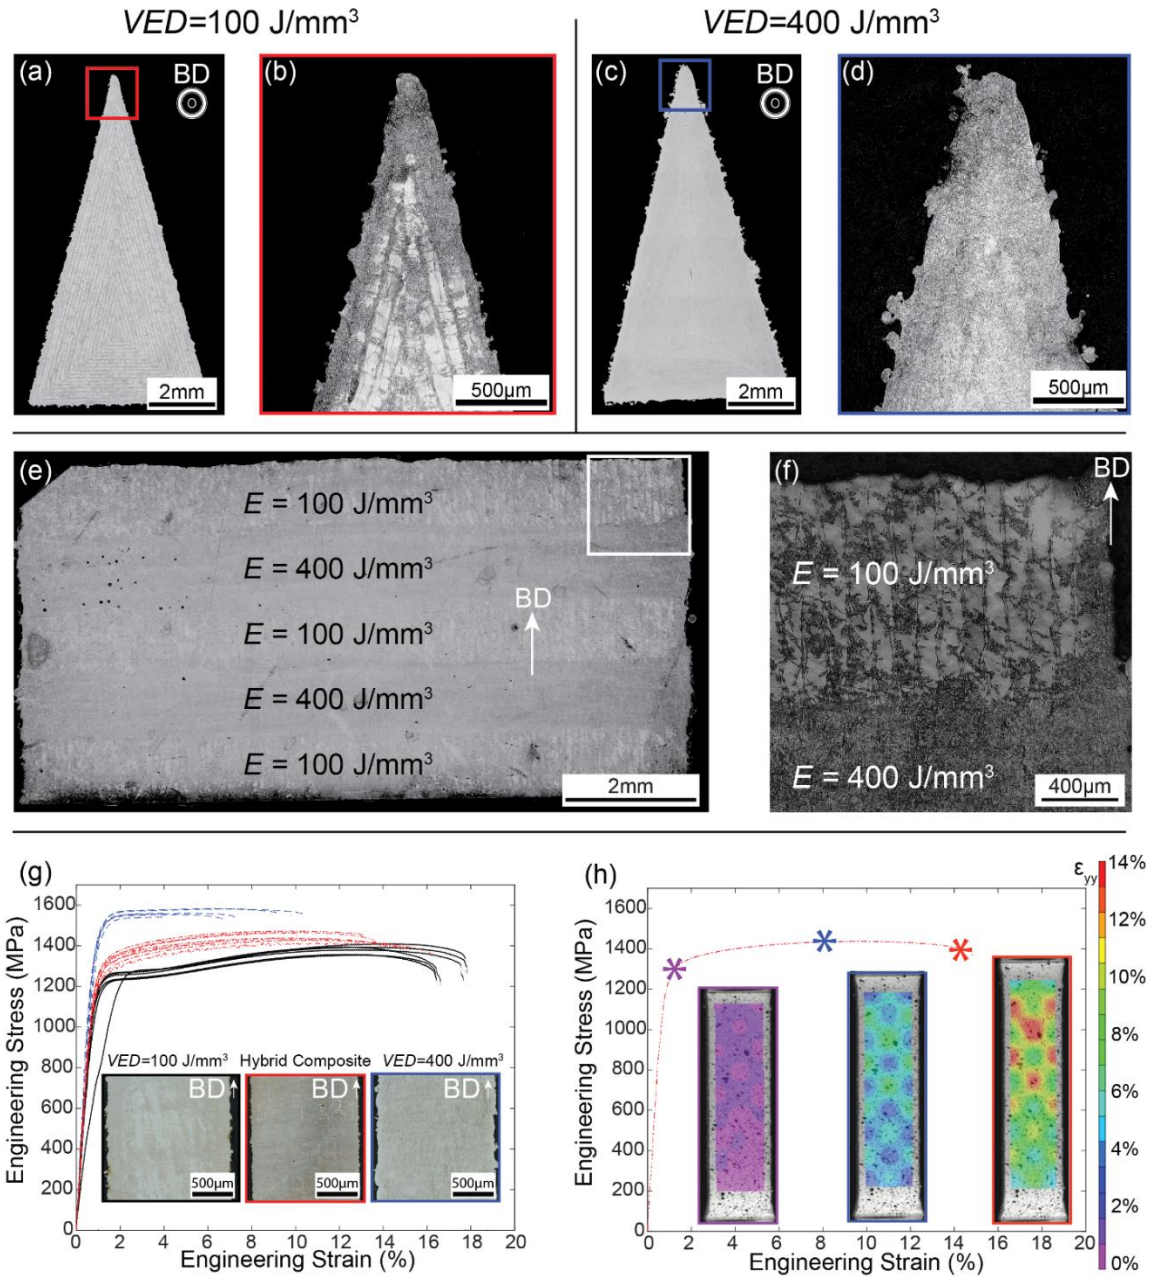 VED=100 J/mm³
VED=400 J/mm³
(a)
BD
2mm
(b)
500µm
(c)
BD
2mm
(d)
500µm
(e)
E = 100 J/mm³
E = 400 J/mm³
E = 100 J/mm³
E = 400 J/mm³
E = 100 J/mm³
BD
2mm
(f)
BD
E = 100 J/mm³
E = 400 J/mm³
400µm
(g)
Engineering Stress (MPa)
1600
1400
1200
1000
800
600
400
200
0
VED=100 J/mm³
Hybrid Composite
VED=400 J/mm³
BD
BD
BD
500µm
500µm
500µm
0 2 4 6 8 10 12 14 16 18 20
Engineering Strain (%)
(h)
Engineering Stress (MPa)
1600
1400
1200
1000
800
600
400
200
0
0 2 4 6 8 10 12 14 16 18 20
Engineering Strain (%)
εyy
14%
12%
10%
8%
6%
4%
2%
0%